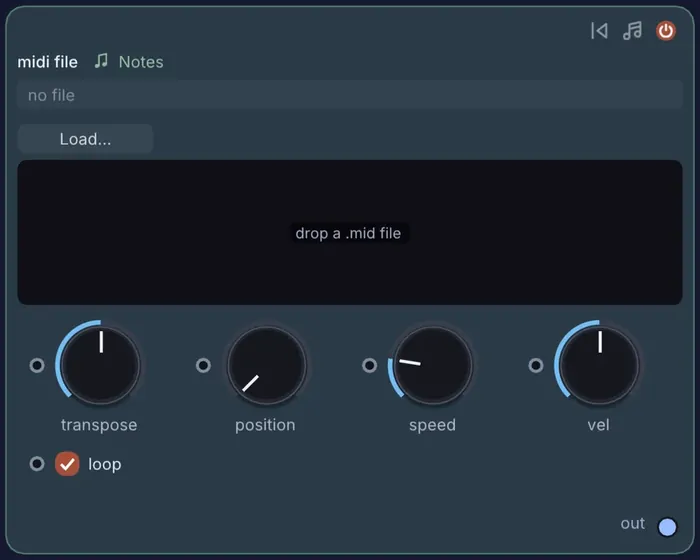 midi file Notes
no file
Load...
drop a .mid file
transpose position speed vel
loop
out